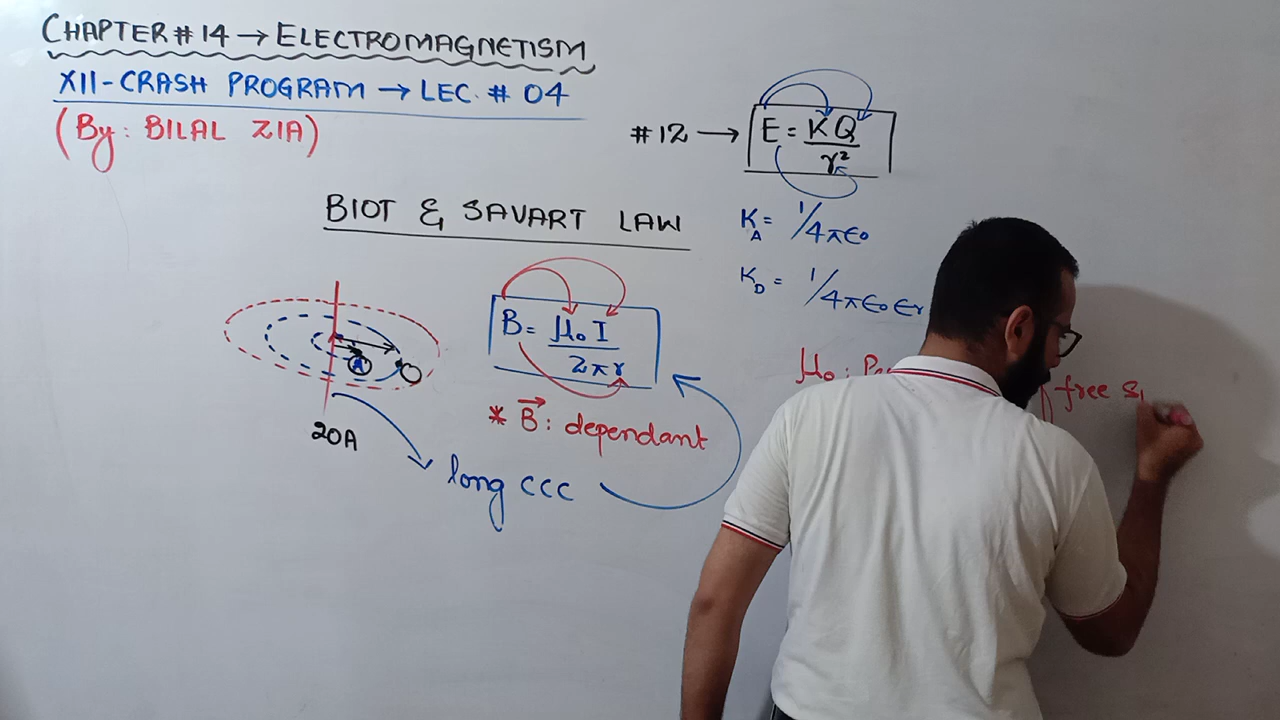 CHAPTER # 14 → ELECTROMAGNETISM
XII-CRASH PROGRAM → LEC. # 04
(By: BILAL ZIA)
#12 → E = KQ/r²
BIOT & SAVART LAW
K_A = 1/4πϵ₀
K_D = 1/4πϵ₀ϵr
B = μ₀I/2πr
μ₀ :
free
* B⃗ : dependant
20A
long CCC